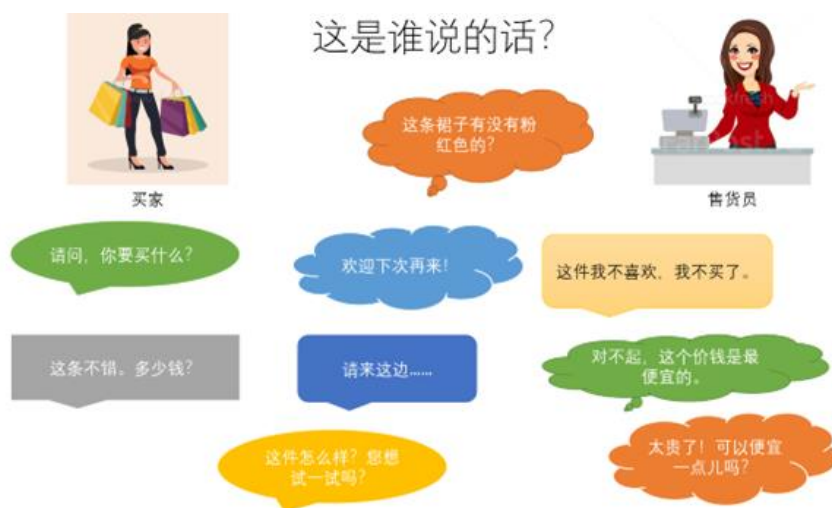 这是谁说的话?
这条裙子有没有粉
红色的?
买家
售货员
请问，你要买什么?
欢迎下次再来!
这件我不喜欢，我不买了。
这条不错。多少钱?
请来这边……
对不起，这个价钱是最
便宜的。
这件怎么样? 您想
试一试吗?
太贵了! 可以便宜
一点儿吗?